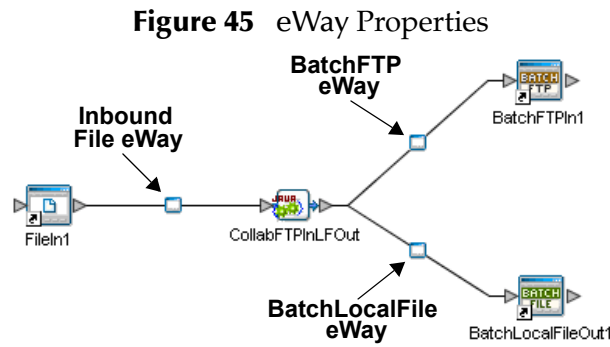 Figure 45 eWay Properties
BatchFTP
eWay
BATCH
FTP
BatchFTPIn1
Inbound
File eWay
FileIn1
JAVA
CollabFTPInLFOut
BatchLocalFile
eWay
BATCH
FILE
BatchLocalFileOut1